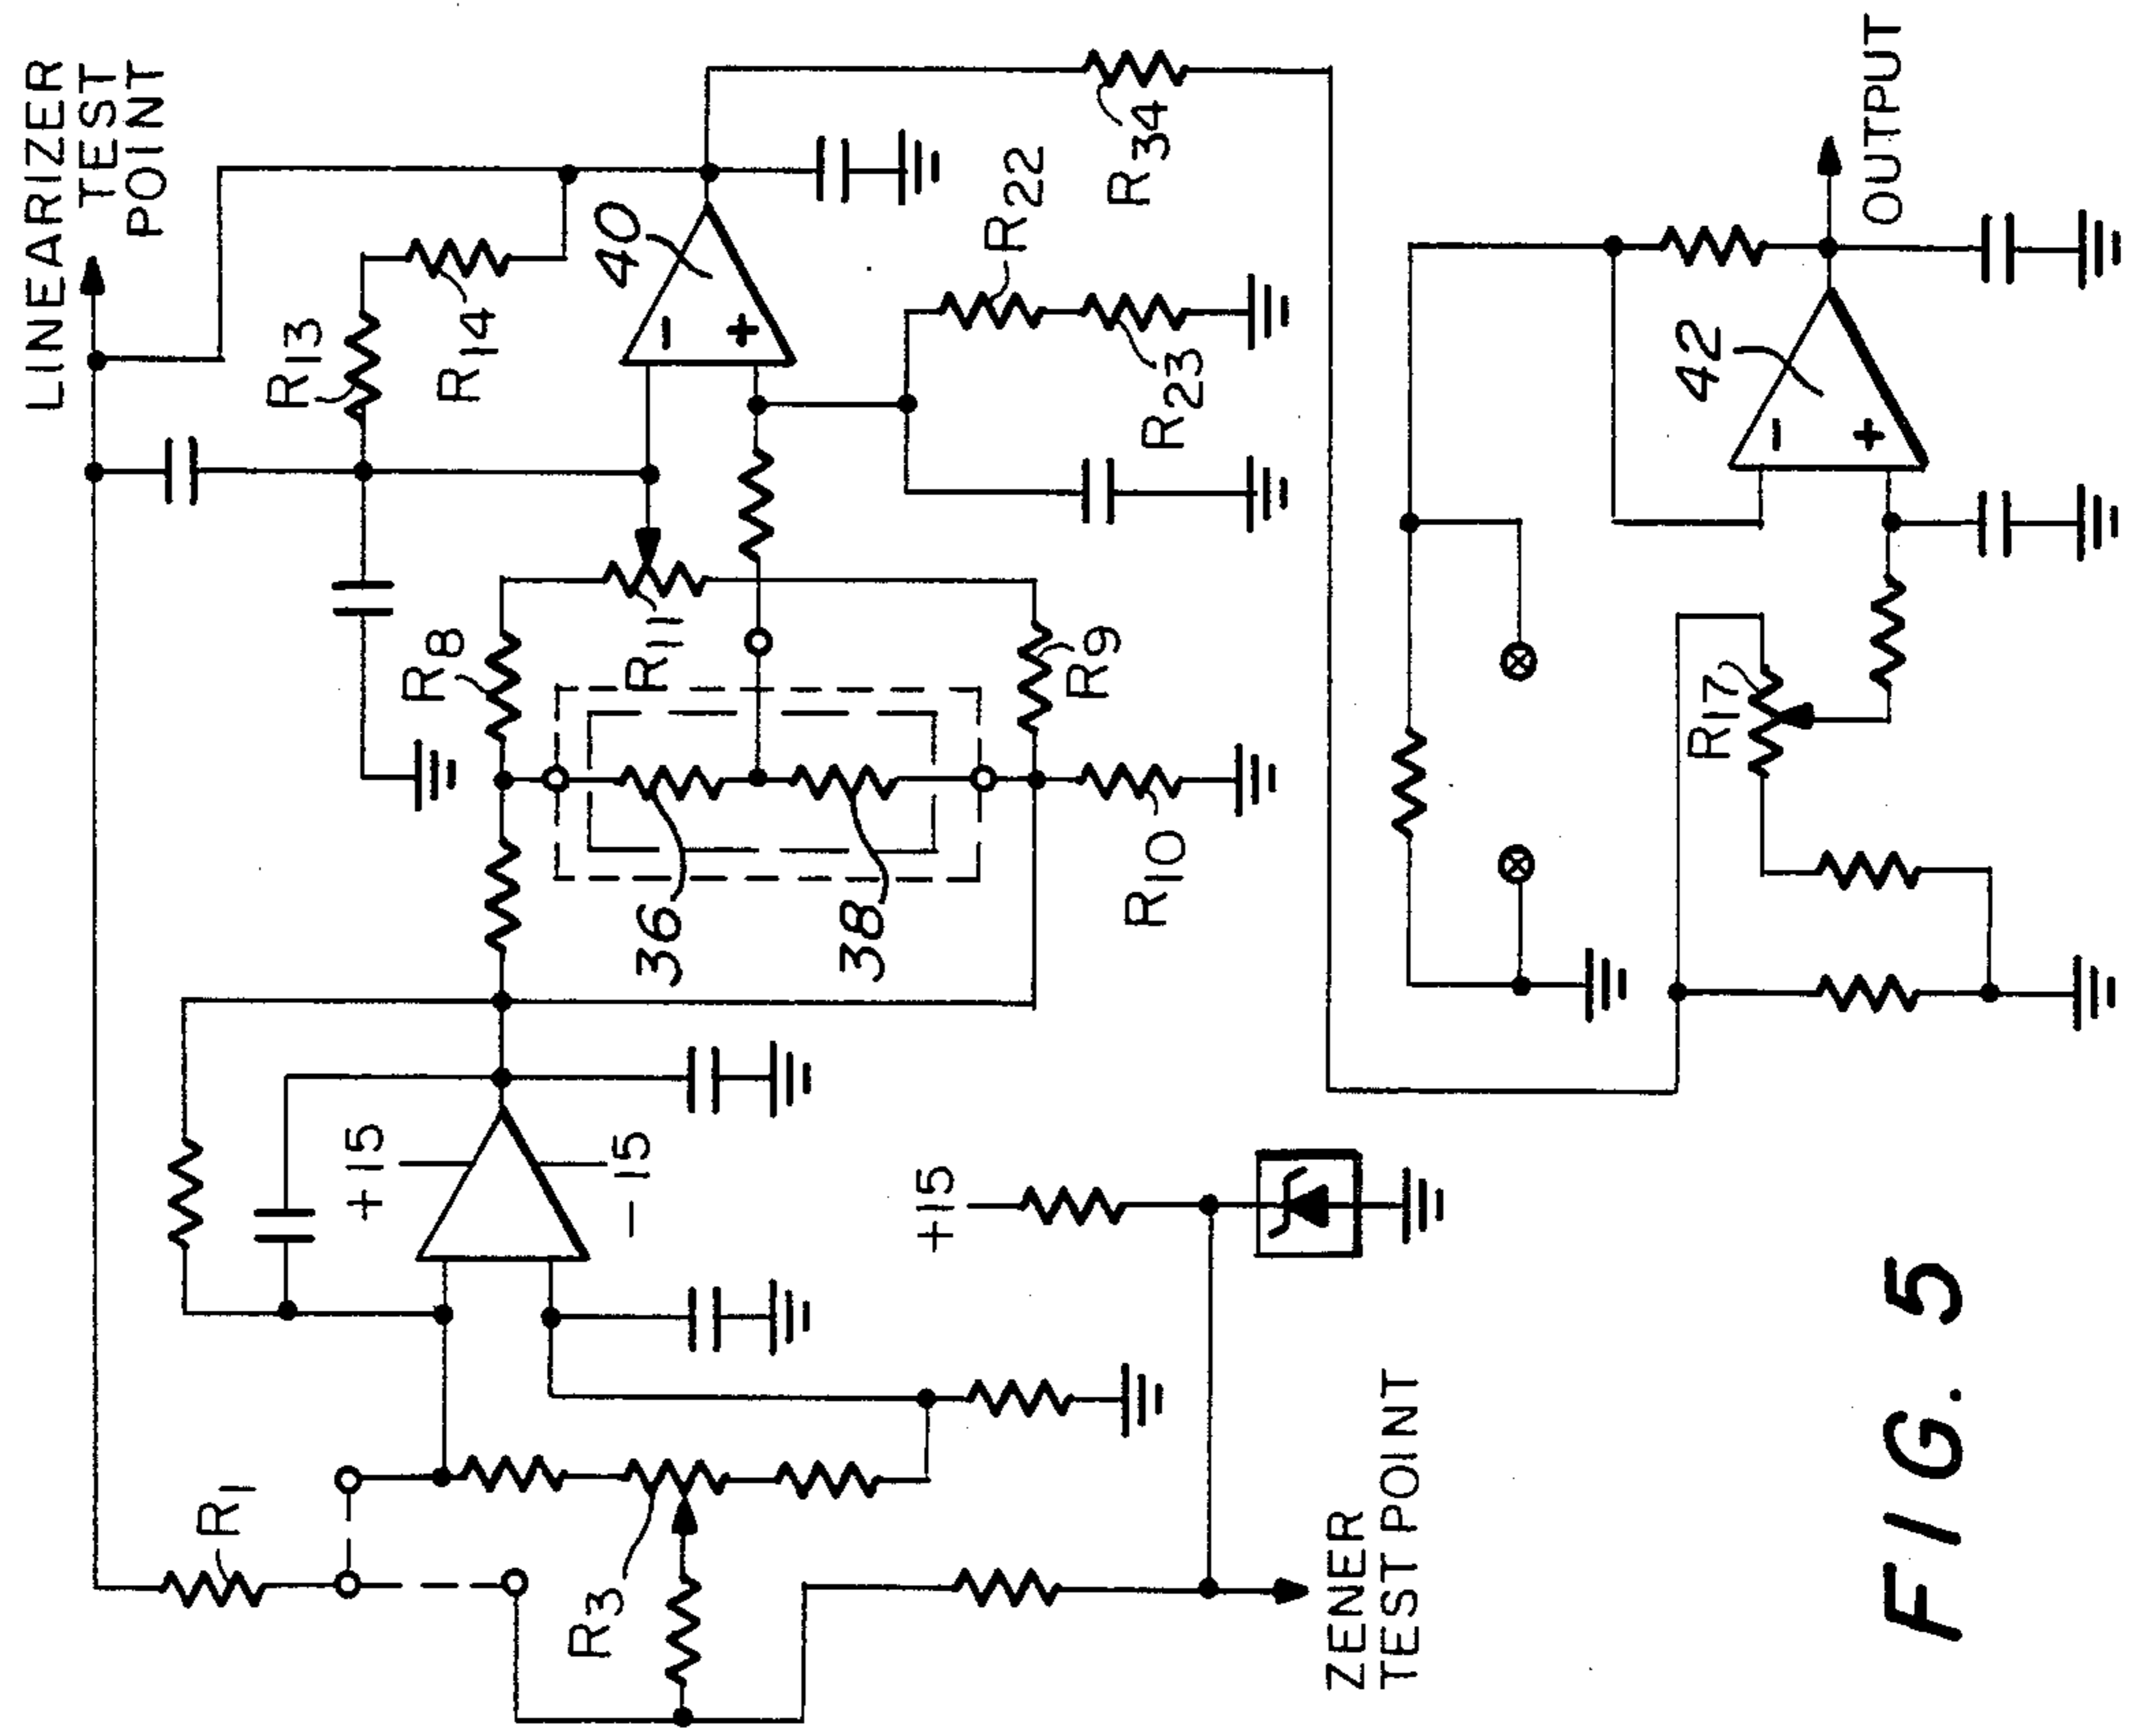 LINEARIZER
TEST
POINT
R1
R13
R14
+15
-15
R8
R11
40
R3
36
38
R9
R10
R22
R23
R34
+15
ZENER
TEST POINT
R17
42
OUTPUT
FIG. 5